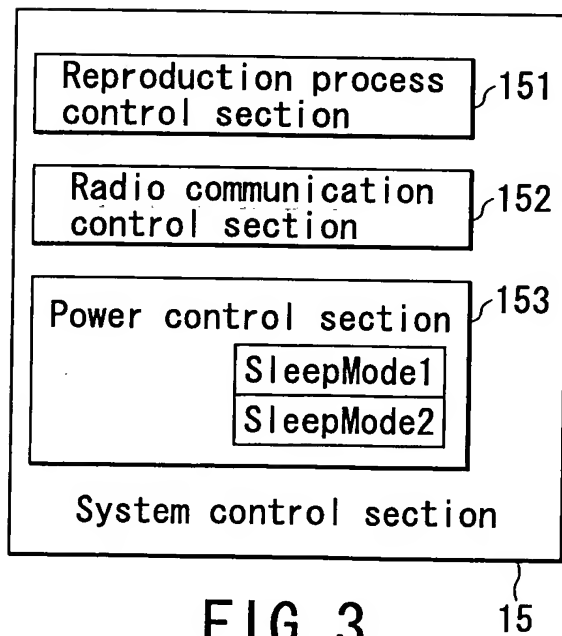 Reproduction process
control section
151
Radio communication
control section
152
Power control section
153
SleepMode1
SleepMode2
System control section
15
FIG. 3